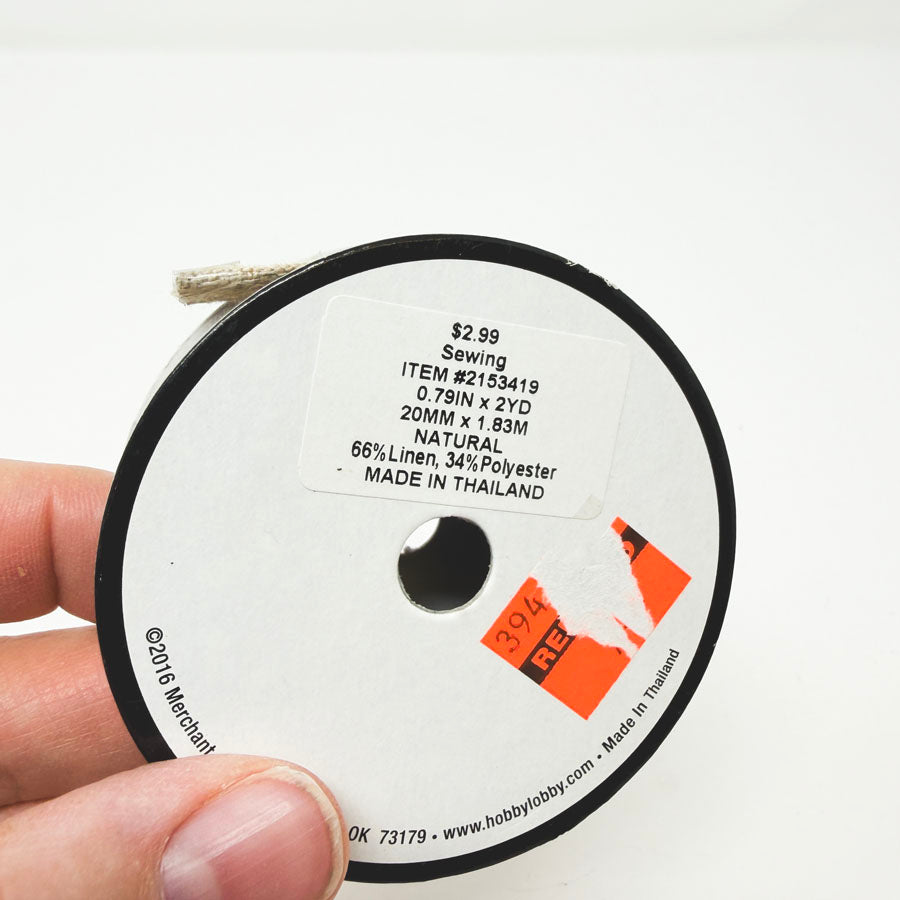 $2.99
Sewing
ITEM #2153419
0.79IN x 2YD
20MM x 1.83M
NATURAL
66%Linen, 34%Polyester
MADE IN THAILAND
394
©2016 Merchant
OK 73179 • www.hobbylobby.com • Made In Thailand